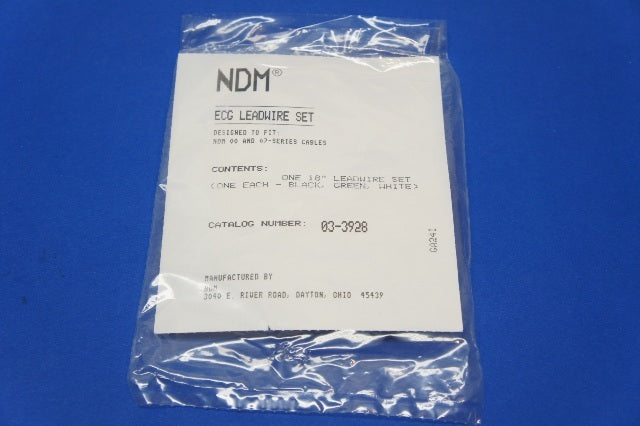 NDM®
ECG LEADWIRE SET
DESIGNED TO FIT:
NDM 00 AND 07-SERIES CABLES
CONTENTS:
ONE 18" LEADWIRE SET
(ONE EACH - BLACK, GREEN, WHITE)
CATALOG NUMBER: 03-3928
GA241
MANUFACTURED BY
NDM
3040 E. RIVER ROAD, DAYTON, OHIO 45439